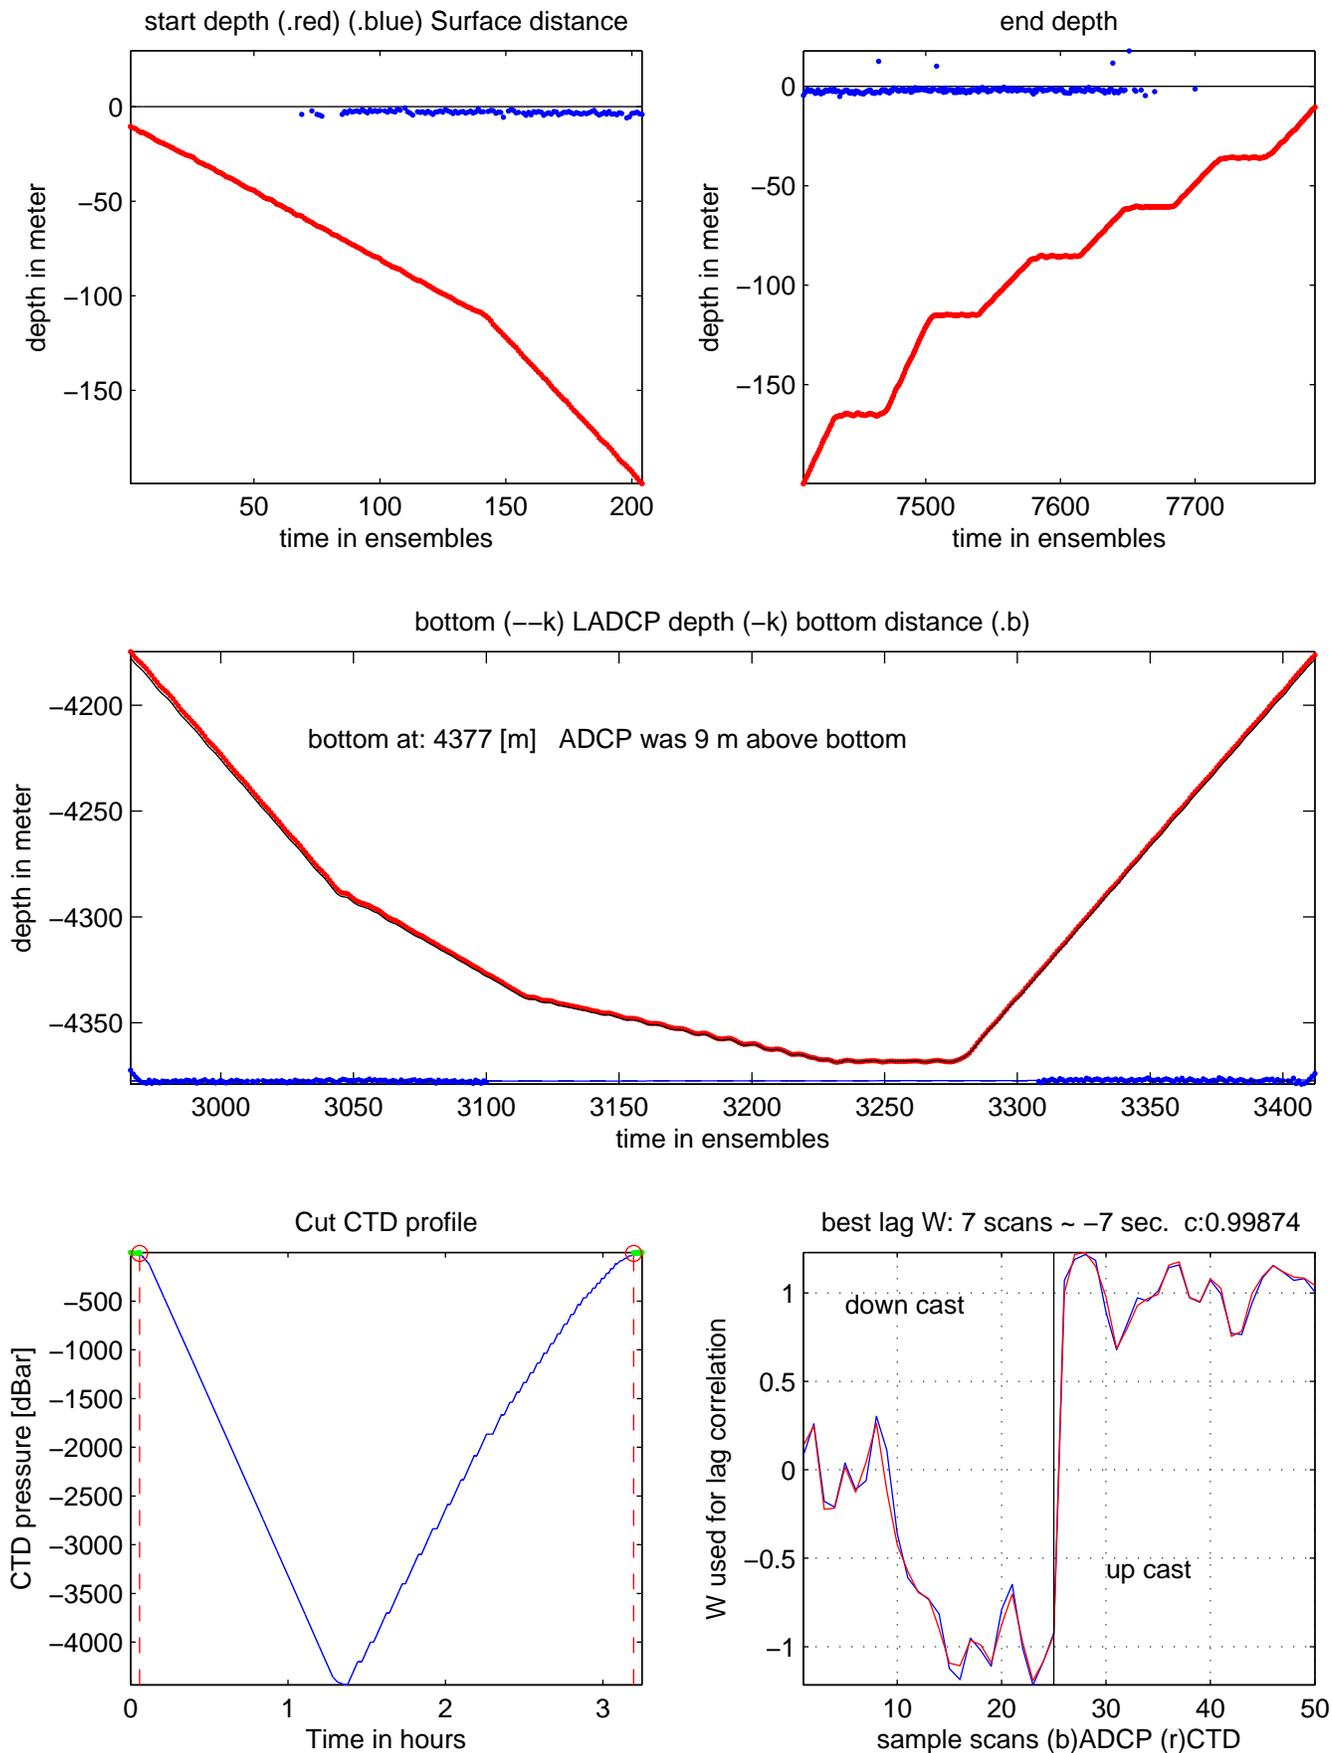 start depth (.red) (.blue) Surface distance
end depth
0
−50
−100
−150
depth in meter
50 100 150 200
time in ensembles
0
−50
−100
−150
depth in meter
7500 7600 7700
time in ensembles
bottom (−−k) LADCP depth (−k) bottom distance (.b)
−4200
−4250
−4300
−4350
depth in meter
bottom at: 4377 [m] ADCP was 9 m above bottom
3000 3050 3100 3150 3200 3250 3300 3350 3400
time in ensembles
Cut CTD profile
−500
−1000
−1500
−2000
−2500
−3000
−3500
−4000
CTD pressure [dBar]
0 1 2 3
Time in hours
best lag W: 7 scans ~ −7 sec. c:0.99874
1
0.5
0
−0.5
−1
W used for lag correlation
down cast
up cast
10 20 30 40 50
sample scans (b)ADCP (r)CTD